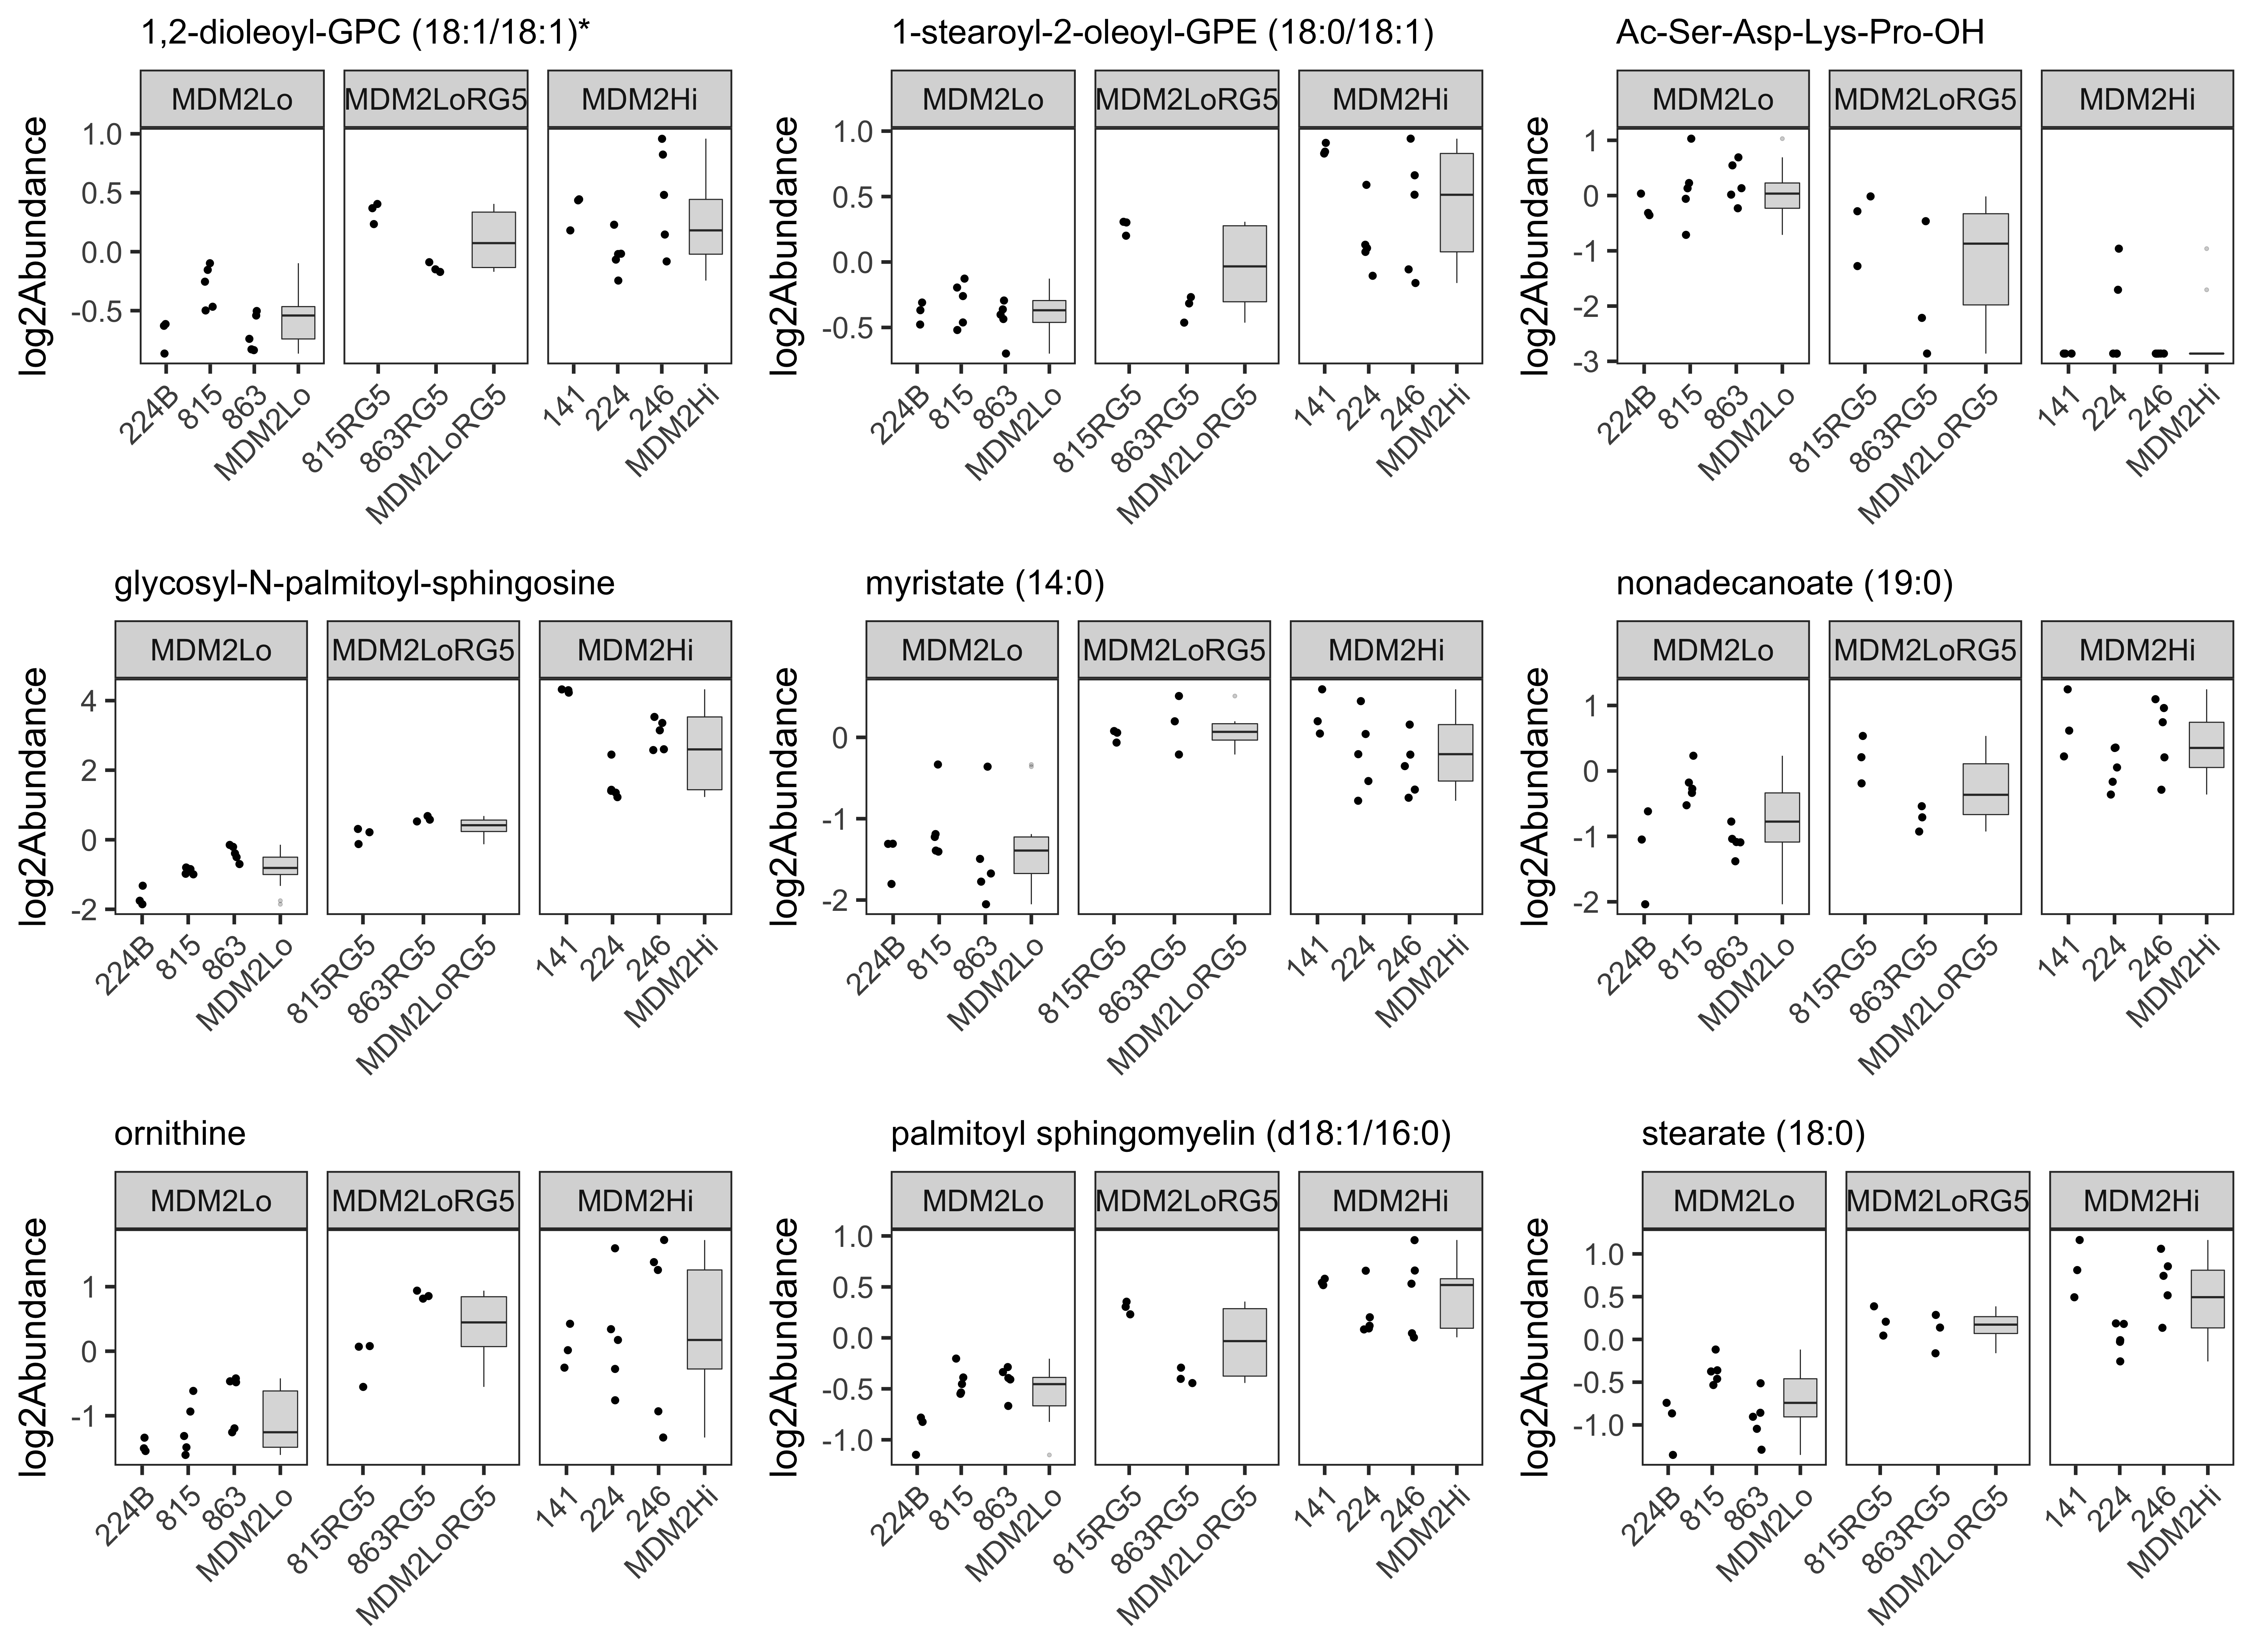 1,2-dioleoyl-GPC (18:1/18:1)*
MDM2Lo MDM2LoRG5 MDM2Hi
log2Abundance
1.0
0.5
0.0
-0.5
224B 815 863 MDM2Lo 815RG5 863RG5 MDM2LoRG5 141 224 246 MDM2Hi
1-stearoyl-2-oleoyl-GPE (18:0/18:1)
MDM2Lo MDM2LoRG5 MDM2Hi
log2Abundance
1.0
0.5
0.0
-0.5
224B 815 863 MDM2Lo 815RG5 863RG5 MDM2LoRG5 141 224 246 MDM2Hi
Ac-Ser-Asp-Lys-Pro-OH
MDM2Lo MDM2LoRG5 MDM2Hi
log2Abundance
1
0
-1
-2
-3
224B 815 863 MDM2Lo 815RG5 863RG5 MDM2LoRG5 141 224 246 MDM2Hi
glycosyl-N-palmitoyl-sphingosine
MDM2Lo MDM2LoRG5 MDM2Hi
log2Abundance
4
2
0
-2
224B 815 863 MDM2Lo 815RG5 863RG5 MDM2LoRG5 141 224 246 MDM2Hi
myristate (14:0)
MDM2Lo MDM2LoRG5 MDM2Hi
log2Abundance
0
-1
-2
224B 815 863 MDM2Lo 815RG5 863RG5 MDM2LoRG5 141 224 246 MDM2Hi
nonadecanoate (19:0)
MDM2Lo MDM2LoRG5 MDM2Hi
log2Abundance
1
0
-1
-2
224B 815 863 MDM2Lo 815RG5 863RG5 MDM2LoRG5 141 224 246 MDM2Hi
ornithine
MDM2Lo MDM2LoRG5 MDM2Hi
log2Abundance
1
0
-1
224B 815 863 MDM2Lo 815RG5 863RG5 MDM2LoRG5 141 224 246 MDM2Hi
palmitoyl sphingomyelin (d18:1/16:0)
MDM2Lo MDM2LoRG5 MDM2Hi
log2Abundance
1.0
0.5
0.0
-0.5
-1.0
224B 815 863 MDM2Lo 815RG5 863RG5 MDM2LoRG5 141 224 246 MDM2Hi
stearate (18:0)
MDM2Lo MDM2LoRG5 MDM2Hi
log2Abundance
1.0
0.5
0.0
-0.5
-1.0
224B 815 863 MDM2Lo 815RG5 863RG5 MDM2LoRG5 141 224 246 MDM2Hi